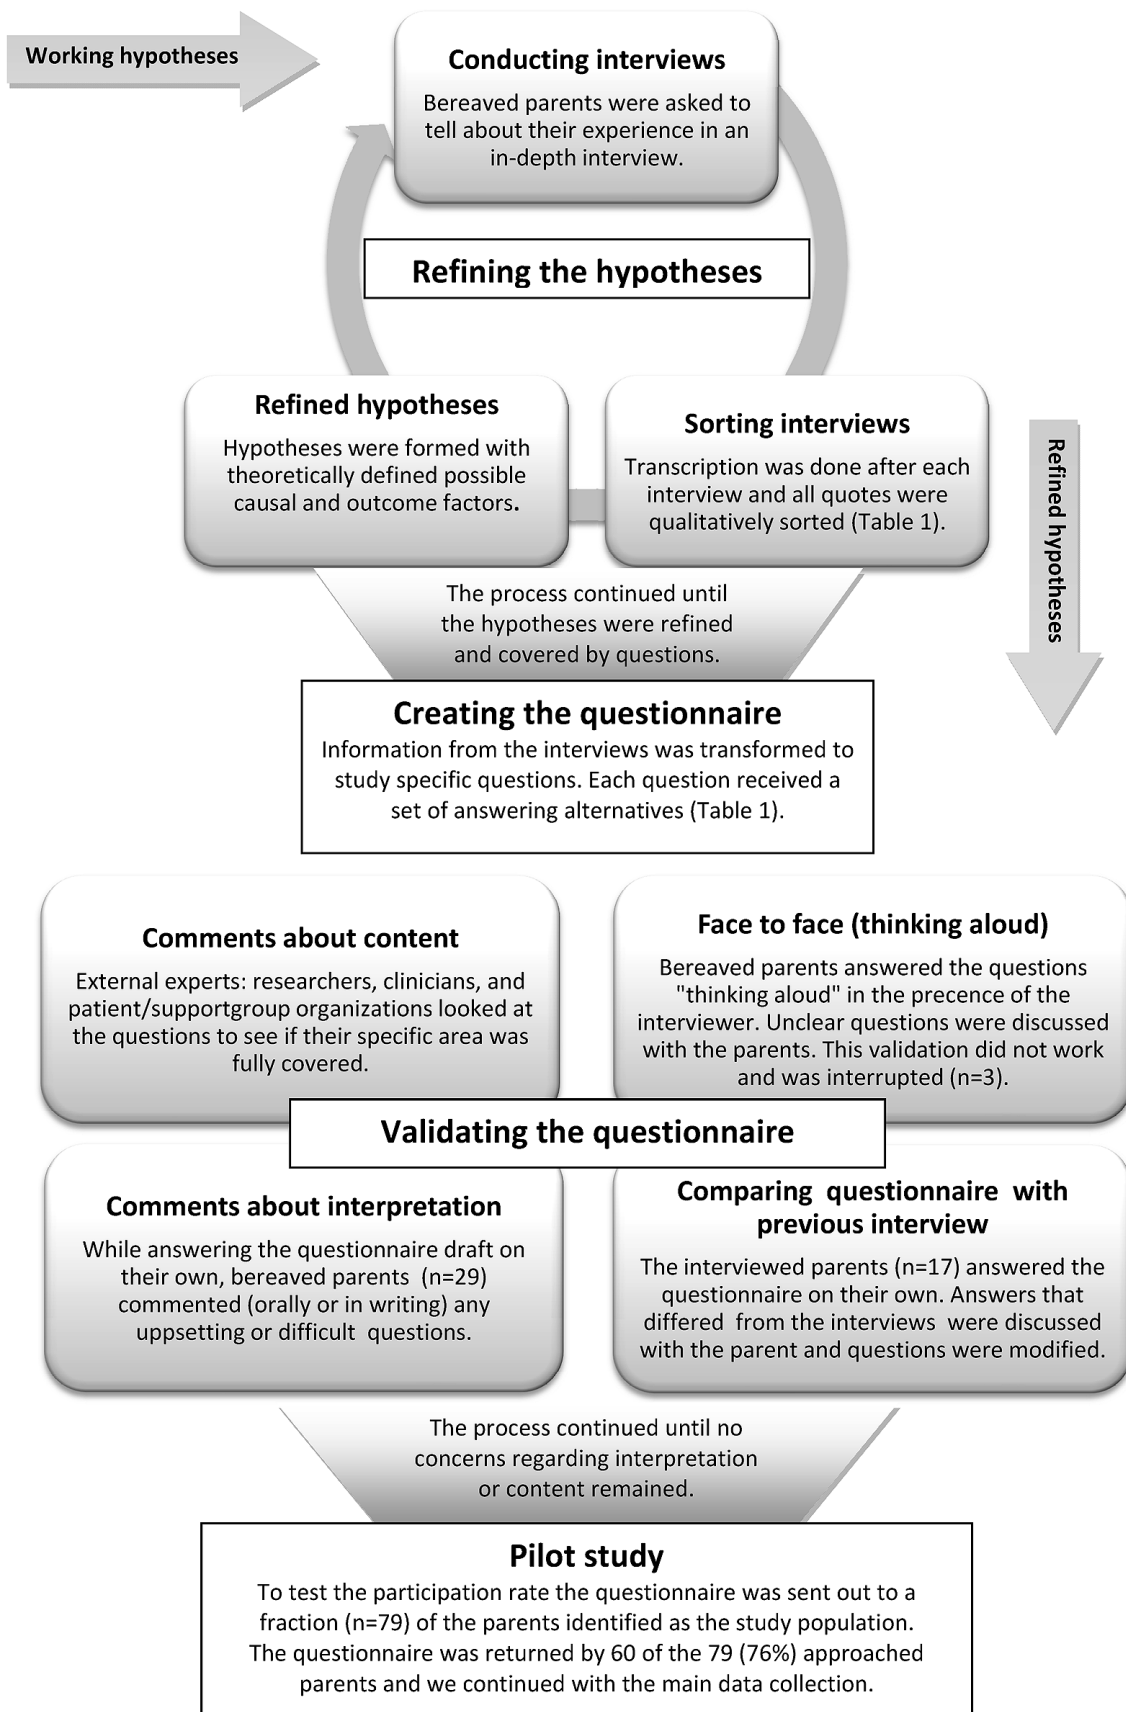 Working hypotheses
Conducting interviews
Bereaved parents were asked to
tell about their experience in an
in-depth interview.
Refining the hypotheses
Refined hypotheses
Hypotheses were formed with
theoretically defined possible
causal and outcome factors.
Sorting interviews
Transcription was done after each
interview and all quotes were
qualitatively sorted (Table 1).
Refined hypotheses
The process continued until
the hypotheses were refined
and covered by questions.
Creating the questionnaire
Information from the interviews was transformed to
study specific questions. Each question received a
set of answering alternatives (Table 1).
Comments about content
External experts: researchers, clinicians, and
patient/supportgroup organizations looked at
the questions to see if their specific area was
fully covered.
Face to face (thinking aloud)
Bereaved parents answered the questions
"thinking aloud" in the precence of the
interviewer. Unclear questions were discussed
with the parents. This validation did not work
and was interrupted (n=3).
Validating the questionnaire
Comments about interpretation
While answering the questionnaire draft on
their own, bereaved parents (n=29)
commented (orally or in writing) any
uppsetting or difficult questions.
Comparing questionnaire with
previous interview
The interviewed parents (n=17) answered the
questionnaire on their own. Answers that
differed from the interviews were discussed
with the parent and questions were modified.
The process continued until no
concerns regarding interpretation
or content remained.
Pilot study
To test the participation rate the questionnaire was sent out to a
fraction (n=79) of the parents identified as the study population.
The questionnaire was returned by 60 of the 79 (76%) approached
parents and we continued with the main data collection.